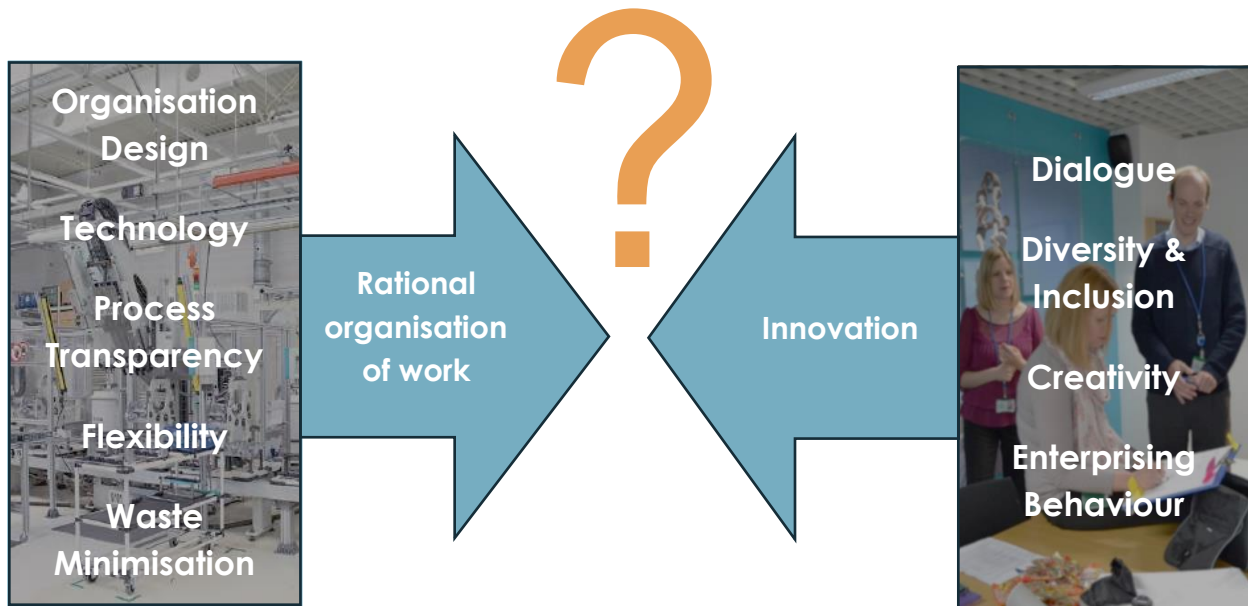 Organisation
Design
Technology
Process
Transparency
Flexibility
Waste
Minimisation
Rational
organisation
of work
?
Innovation
Dialogue
Diversity &
Inclusion
Creativity
Enterprising
Behaviour